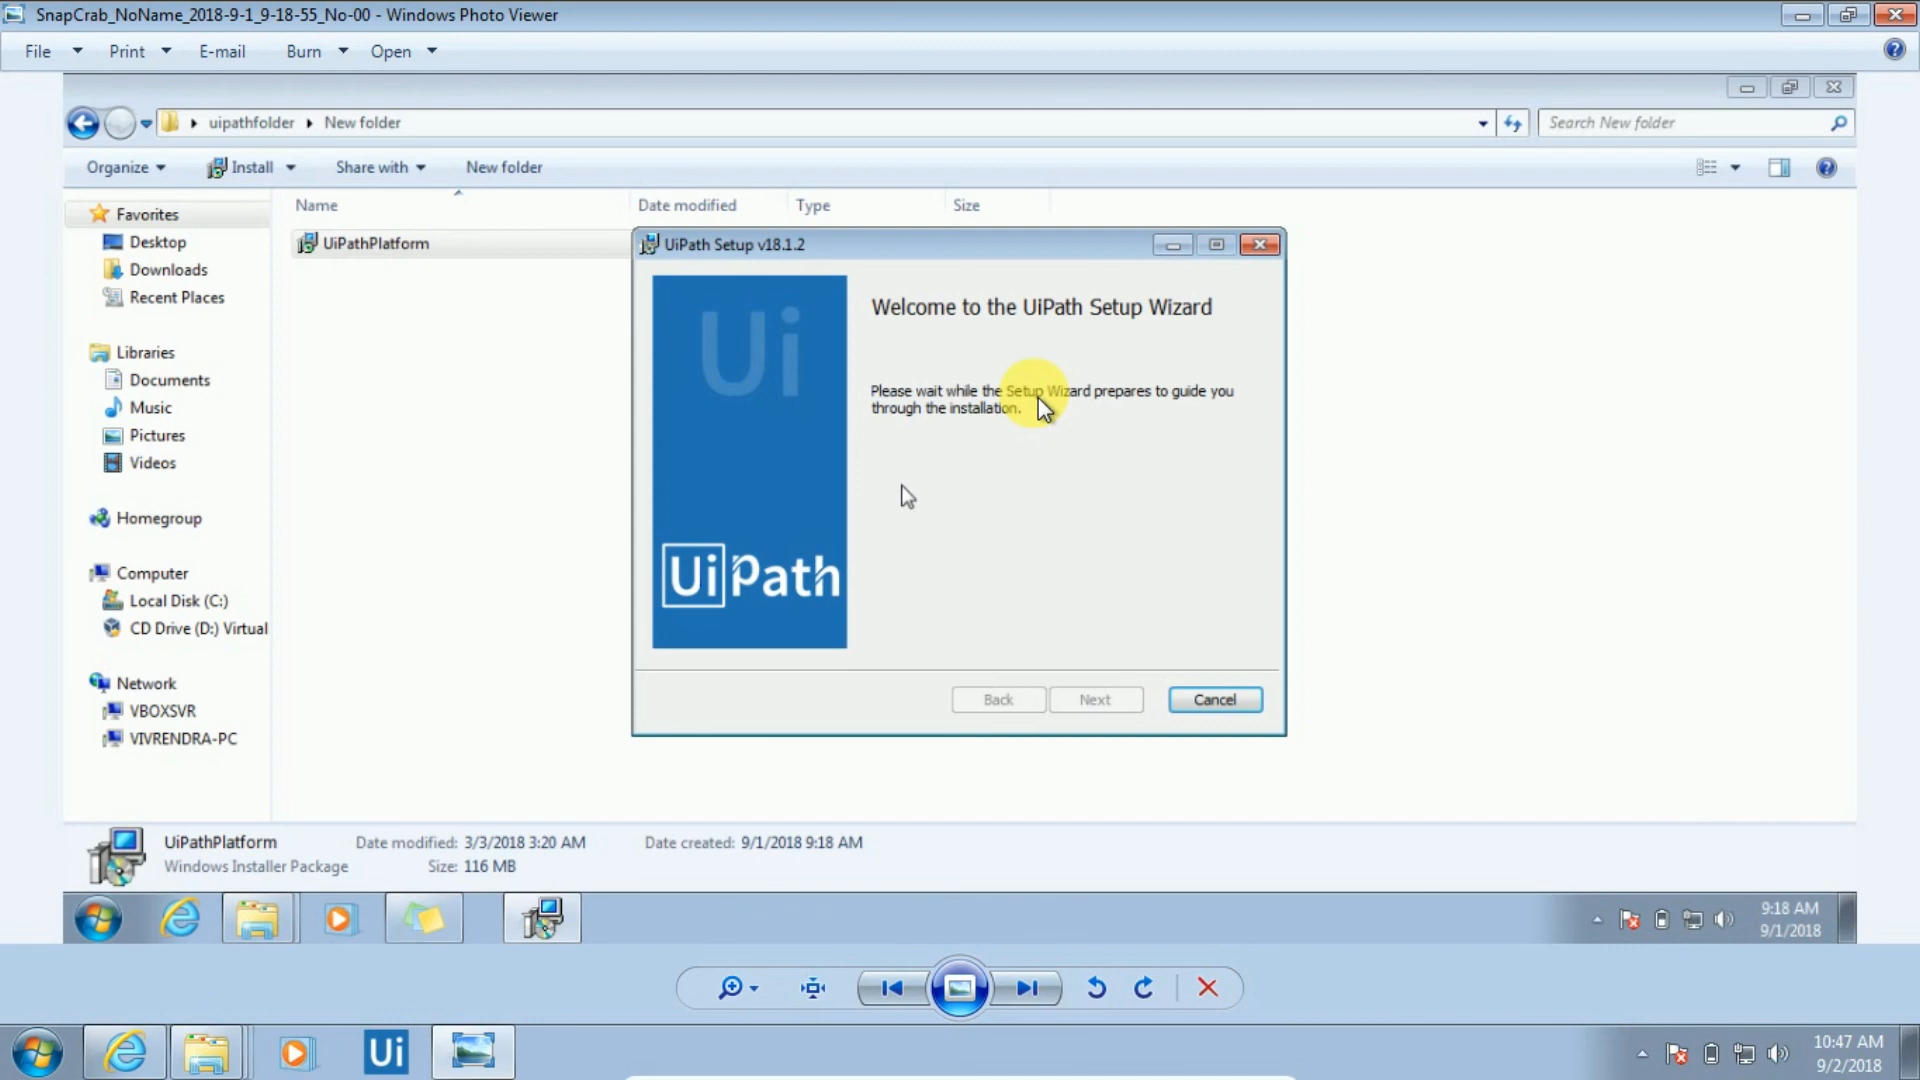 SnapCrab_NoName_2018-9-1_9-18-55_No-00 - Windows Photo Viewer
File Print E-mail Burn Open
uipathfolder New folder
Search New folder
Organize Install Share with New folder
Name Date modified Type Size
Favorites
Desktop
Downloads
Recent Places
Libraries
Documents
Music
Pictures
Videos
Homegroup
Computer
Local Disk (C:)
CD Drive (D:) Virtual
Network
VBOXSVR
VIVRENDRA-PC
UiPathPlatform
UiPath Setup v18.1.2
Ui
UiPath
Welcome to the UiPath Setup Wizard
Please wait while the Setup Wizard prepares to guide you
through the installation.
Back Next Cancel
UiPathPlatform Date modified: 3/3/2018 3:20 AM Date created: 9/1/2018 9:18 AM
Windows Installer Package Size: 116 MB
9:18 AM
9/1/2018
Ui
10:47 AM
9/2/2018